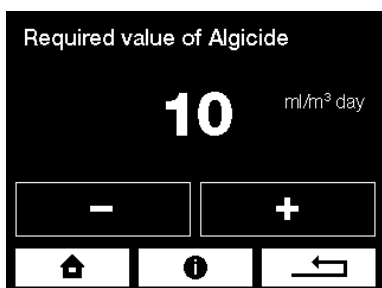 Required value of Algicide
10 ml/m³ day
− +
i